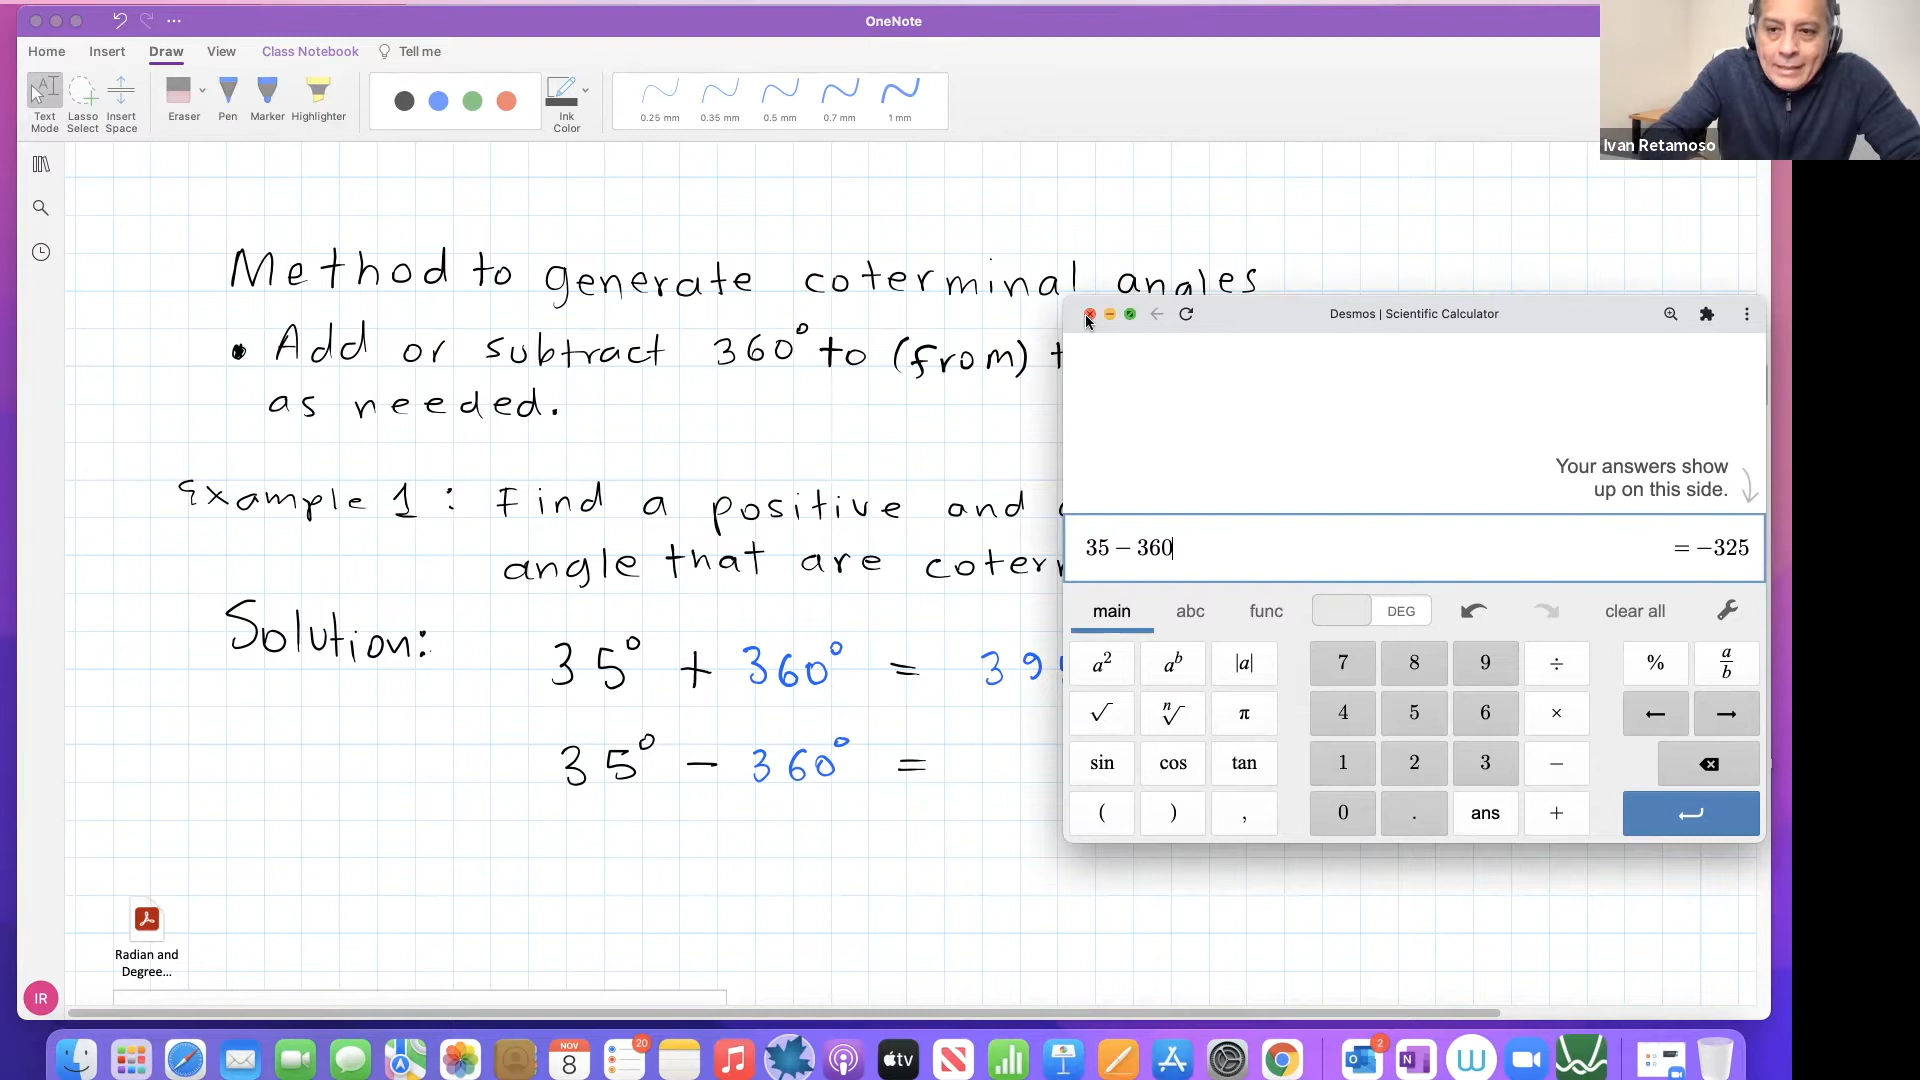 OneNote
Home Insert Draw View Class Notebook Tell me
Text Mode
Lasso Select
Insert Space
Eraser
Pen
Marker
Highlighter
Ink Color
0.25 mm
0.35 mm
0.5 mm
0.7 mm
1 mm
Ivan Retamoso
Method to generate coterminal angles
• Add or subtract 360° to (from)
as needed.
Example 1 : Find a positive and
angle that are
Solution:
35° + 360° =
35° − 360° =
Desmos | Scientific Calculator
Your answers show
up on this side.
35 − 360 = −325
main abc func DEG clear all
a² aᵇ |a| 7 8 9 ÷ % a/b
√ ⁿ√ π 4 5 6 × ← →
sin cos tan 1 2 3 −
( ) , 0 . ans +
Radian and
Degree...
IR
NOV
8
20
tv
2
N
W